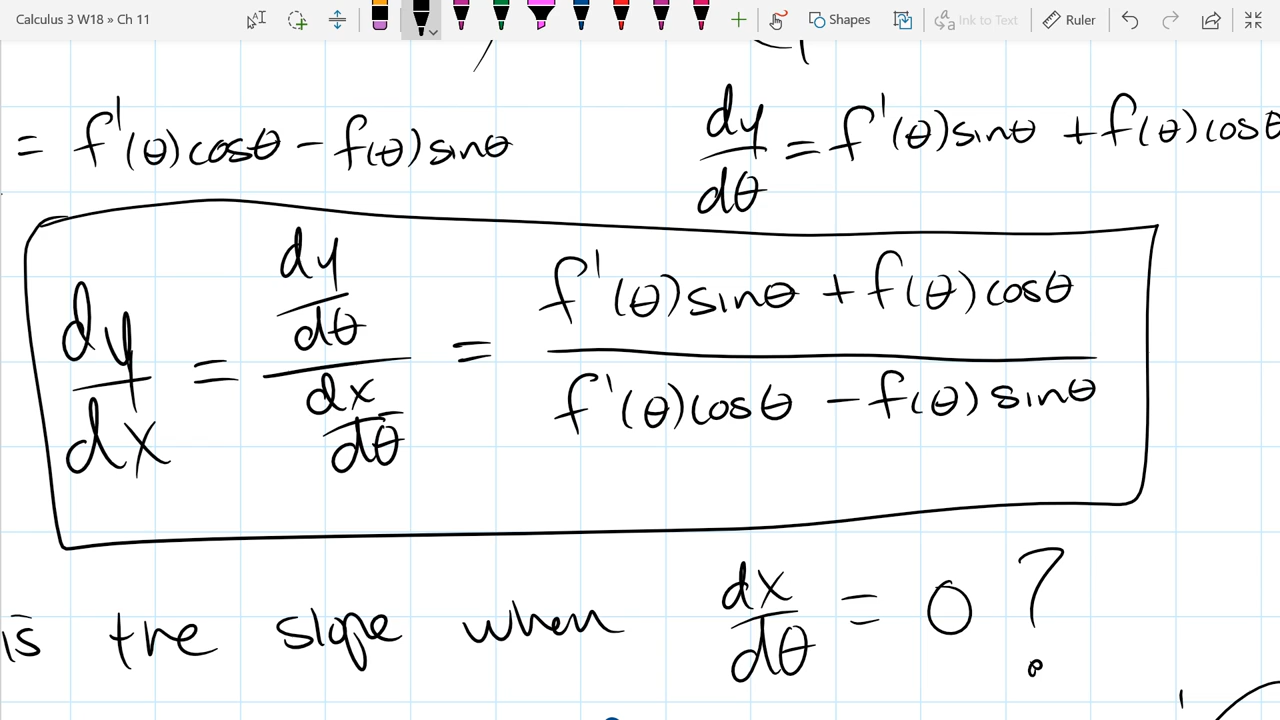 Calculus 3 W18 » Ch 11
Shapes
Ink to Text
Ruler
= f'(θ)cosθ - f(θ)sinθ
dy/dθ = f'(θ)sinθ + f(θ)cosθ
dy/dx = (dy/dθ)/(dx/dθ) = (f'(θ)sinθ + f(θ)cosθ)/(f'(θ)cosθ - f(θ)sinθ)
is the slope when dx/dθ = 0 ?